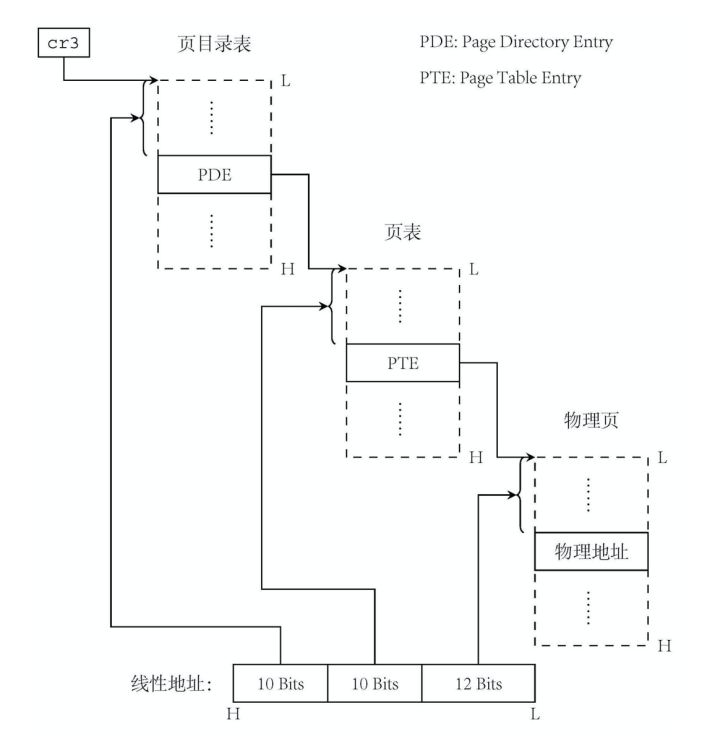 cr3
页目录表
PDE: Page Directory Entry
PTE: Page Table Entry
L
……
PDE
……
H
页表
L
……
PTE
……
H
物理页
L
……
物理地址
……
H
线性地址:
10 Bits
10 Bits
12 Bits
H
L